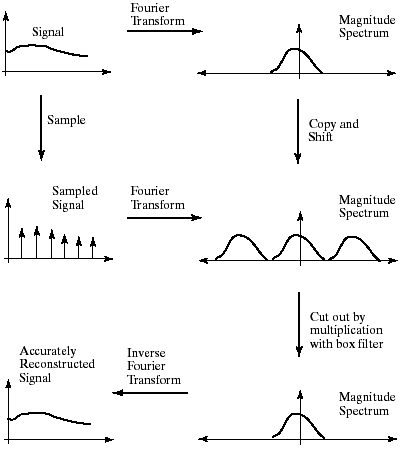 Signal
Fourier
Transform
Magnitude
Spectrum
Sample
Copy and
Shift
Sampled
Signal
Fourier
Transform
Magnitude
Spectrum
Cut out by
multiplication
with box filter
Accurately
Reconstructed
Signal
Inverse
Fourier
Transform
Magnitude
Spectrum